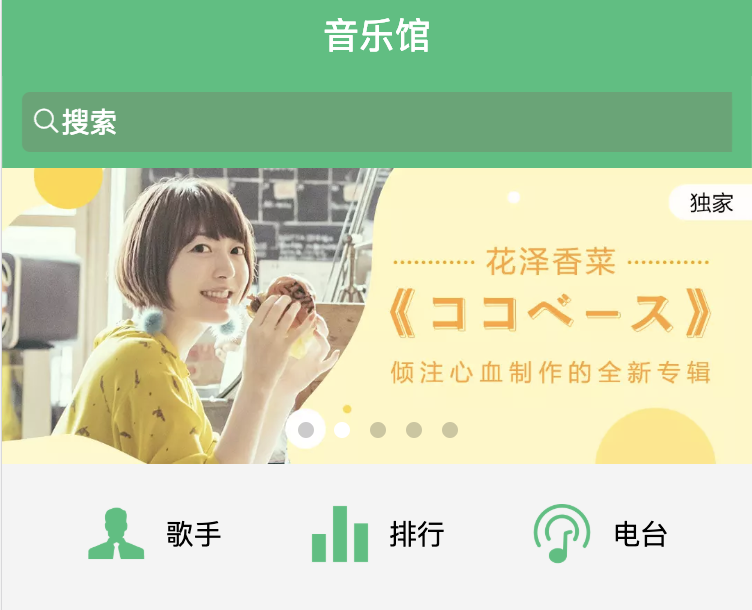 音乐馆
搜索
独家
花泽香菜
《ココベース》
倾注心血制作的全新专辑
歌手
排行
电台